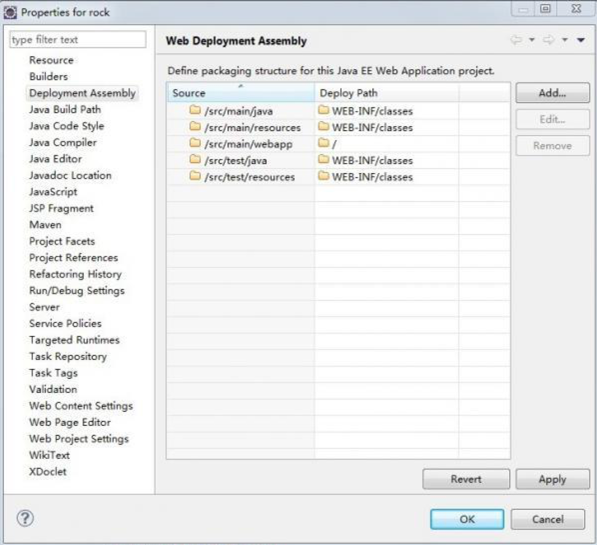 Properties for rock
type filter text
Resource
Builders
Deployment Assembly
Java Build Path
Java Code Style
Java Compiler
Java Editor
Javadoc Location
JavaScript
JSP Fragment
Maven
Project Facets
Project References
Refactoring History
Run/Debug Settings
Server
Service Policies
Targeted Runtimes
Task Repository
Task Tags
Validation
Web Content Settings
Web Page Editor
Web Project Settings
WikiText
XDoclet
Web Deployment Assembly
Define packaging structure for this Java EE Web Application project.
Source Deploy Path
/src/main/java WEB-INF/classes
/src/main/resources WEB-INF/classes
/src/main/webapp /
/src/test/java WEB-INF/classes
/src/test/resources WEB-INF/classes
Add...
Edit...
Remove
Revert Apply
? OK Cancel